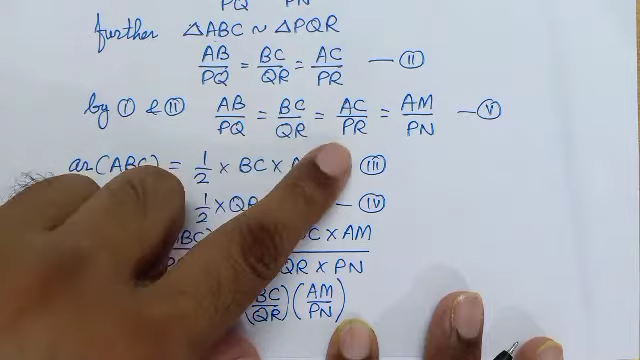 PQ PN
further △ABC ~ △PQR
AB/PQ = BC/QR = AC/PR — II
by I & II AB/PQ = BC/QR = AC/PR = AM/PN — V
ar(ABC) = 1/2 × BC × A III
1/2 × QR — IV
BC × AM
QR × PN
(BC/QR) (AM/PN)